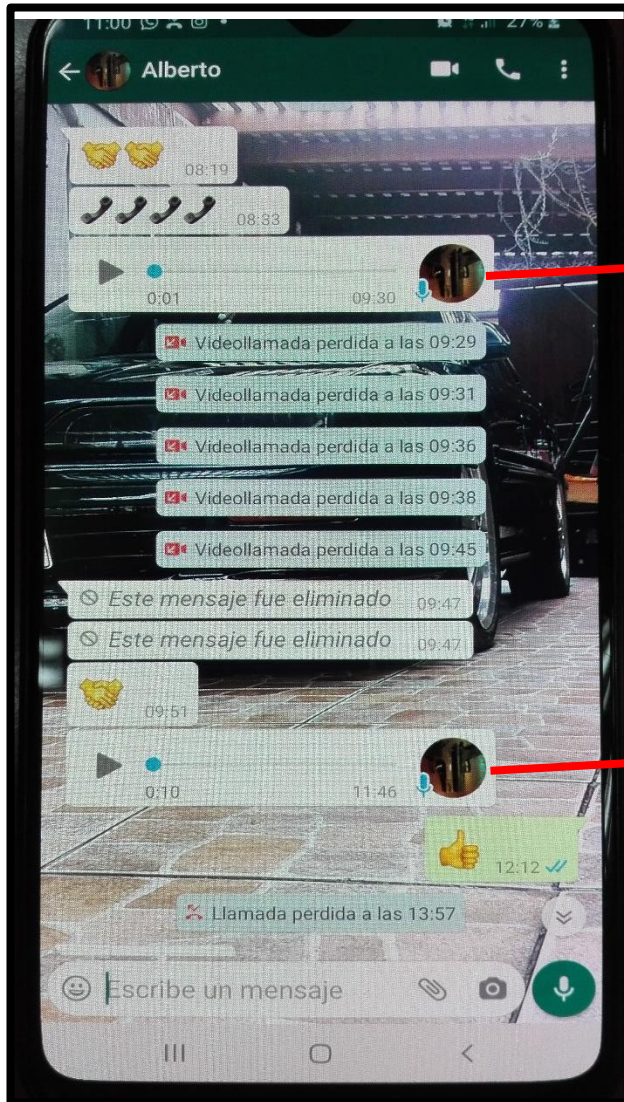 11:00 27%
Alberto
08:19
08:33
0:01 09:30
Videollamada perdida a las 09:29
Videollamada perdida a las 09:31
Videollamada perdida a las 09:36
Videollamada perdida a las 09:38
Videollamada perdida a las 09:45
Este mensaje fue eliminado 09:47
Este mensaje fue eliminado 09:47
09:51
0:10 11:46
12:12
Llamada perdida a las 13:57
Escribe un mensaje